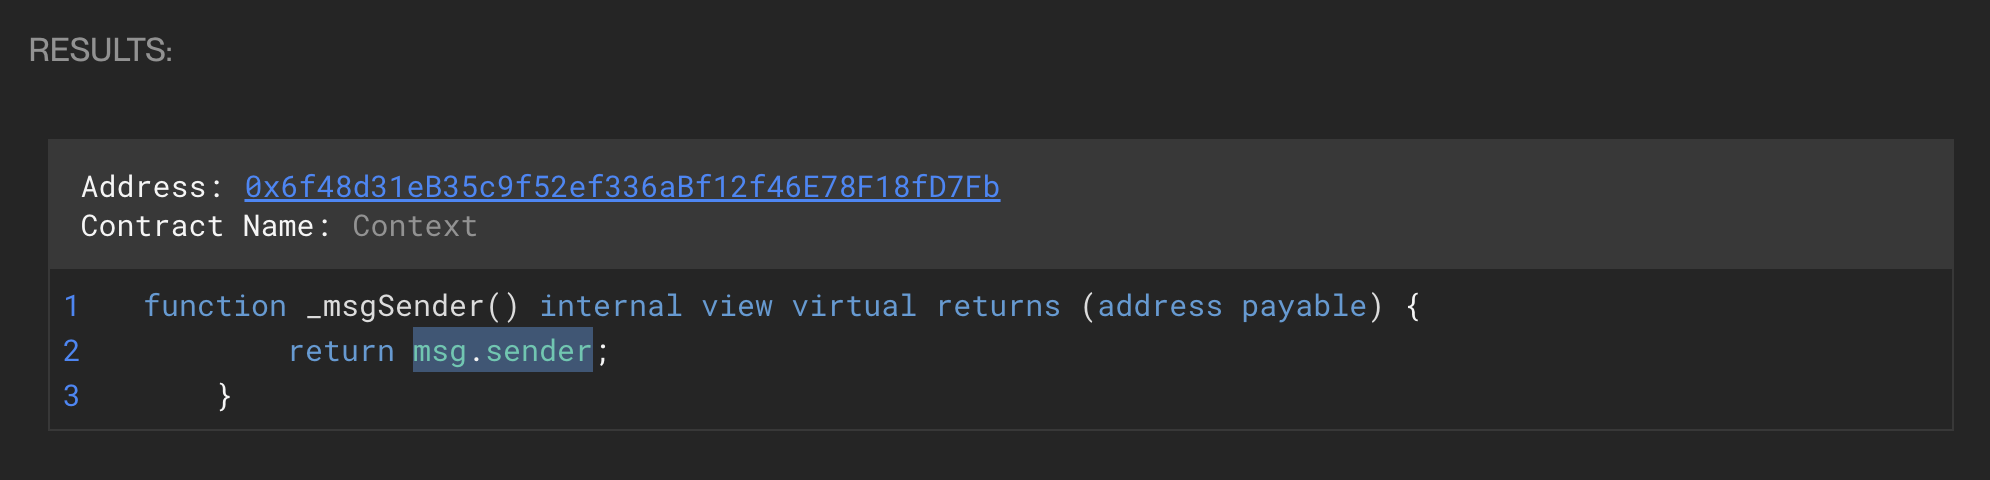 RESULTS:
Address: 0x6f48d31eB35c9f52ef336aBf12f46E78F18fD7Fb
Contract Name: Context
1 function _msgSender() internal view virtual returns (address payable) {
2 return msg.sender;
3 }